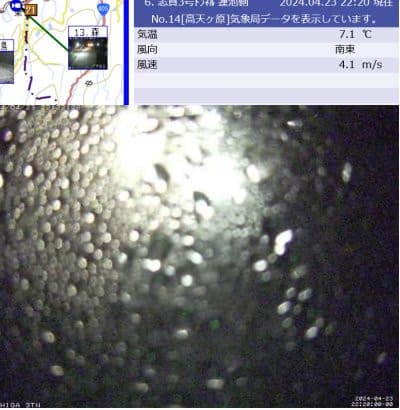 6. 志賀3号ﾄﾝﾈﾙ 蓮池側 2024.04.23 22:20 現在
No.14[高天ヶ原]気象局データを表示しています。
気温 7.1 ℃
風向 南東
風速 4.1 m/s
71
13. 森
HIGA 3TN
2024-04-23
22:20:00-00